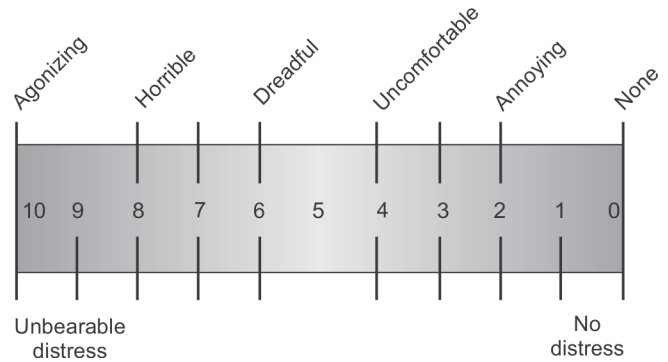 Agonizing
Horrible
Dreadful
Uncomfortable
Annoying
None
10 9 8 7 6 5 4 3 2 1 0
Unbearable
distress
No
distress